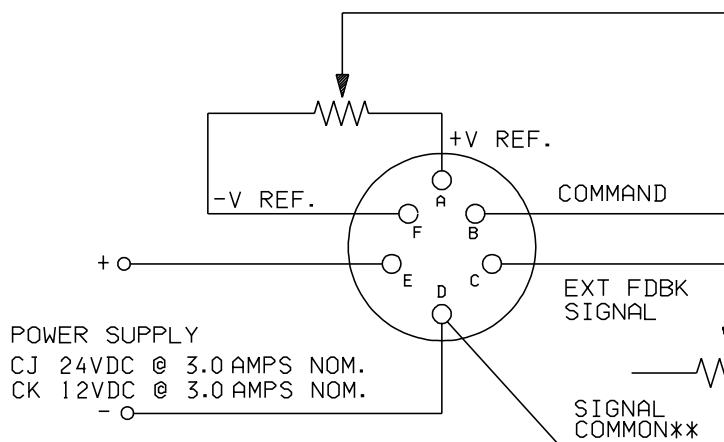 +V REF.
-V REF.
COMMAND
A
F
B
+
E
C
D
EXT FDBK
SIGNAL
POWER SUPPLY
CJ 24VDC @ 3.0 AMPS NOM.
CK 12VDC @ 3.0 AMPS NOM.
-
SIGNAL
COMMON**